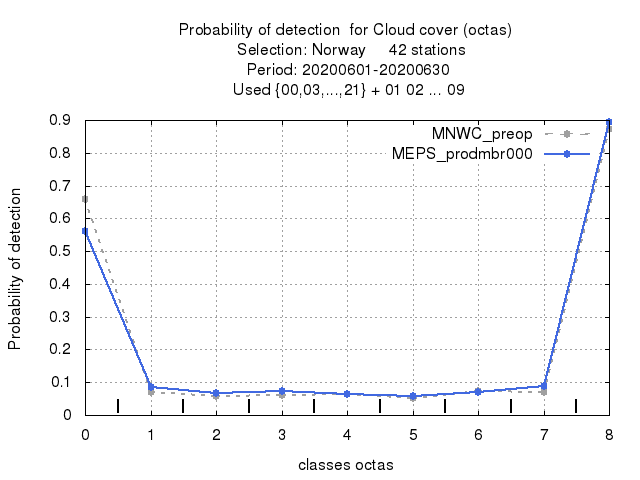 Probability of detection  for Cloud cover (octas)
Selection: Norway     42 stations
Period: 20200601-20200630
Used {00,03,...,21} + 01 02 ... 09
MNWC_preop
MEPS_prodmbr000
Probability of detection
0.9
0.8
0.7
0.6
0.5
0.4
0.3
0.2
0.1
0
0 1 2 3 4 5 6 7 8
classes octas